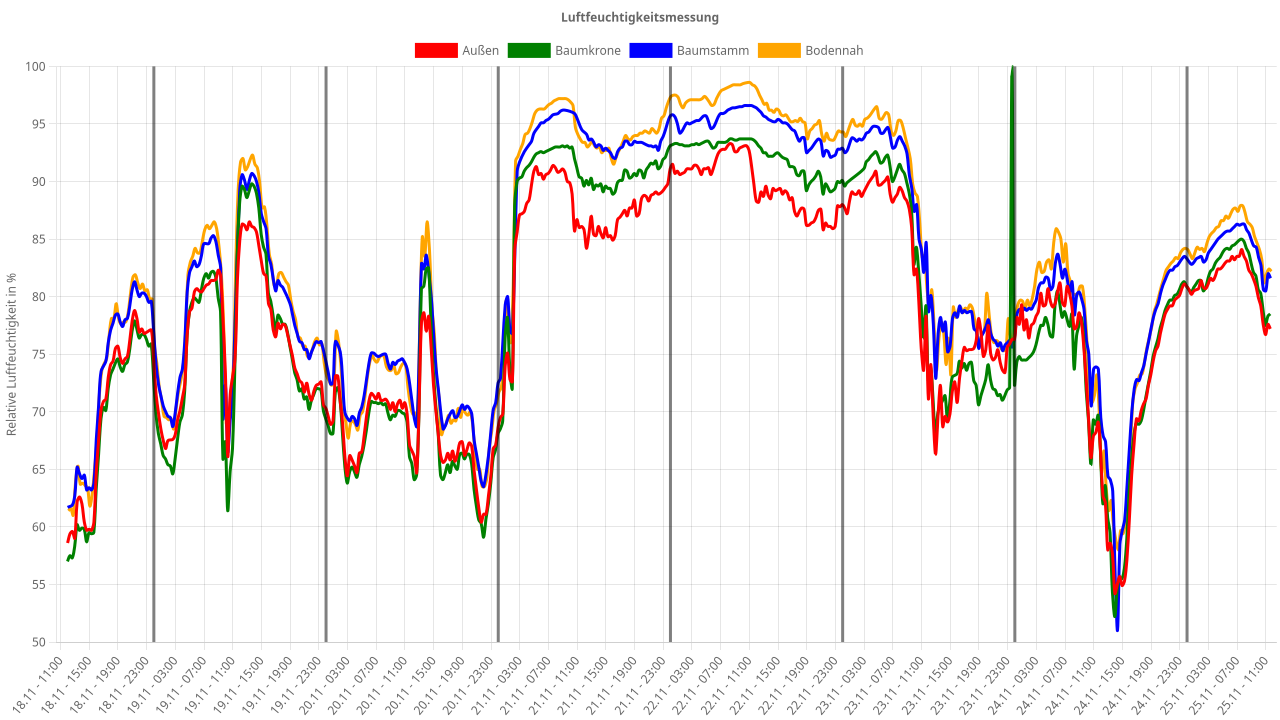 Luftfeuchtigkeitsmessung
Außen Baumkrone Baumstamm Bodennah
Relative Luftfeuchtigkeit in %
100
95
90
85
80
75
70
65
60
55
50
18.11 - 11:00
18.11 - 15:00
18.11 - 19:00
18.11 - 23:00
19.11 - 03:00
19.11 - 07:00
19.11 - 11:00
19.11 - 15:00
19.11 - 19:00
19.11 - 23:00
20.11 - 03:00
20.11 - 07:00
20.11 - 11:00
20.11 - 15:00
20.11 - 19:00
20.11 - 23:00
21.11 - 03:00
21.11 - 07:00
21.11 - 11:00
21.11 - 15:00
21.11 - 19:00
21.11 - 23:00
22.11 - 03:00
22.11 - 07:00
22.11 - 11:00
22.11 - 15:00
22.11 - 19:00
22.11 - 23:00
23.11 - 03:00
23.11 - 07:00
23.11 - 11:00
23.11 - 15:00
23.11 - 19:00
23.11 - 23:00
24.11 - 03:00
24.11 - 07:00
24.11 - 11:00
24.11 - 15:00
24.11 - 19:00
24.11 - 23:00
25.11 - 03:00
25.11 - 07:00
25.11 - 11:00